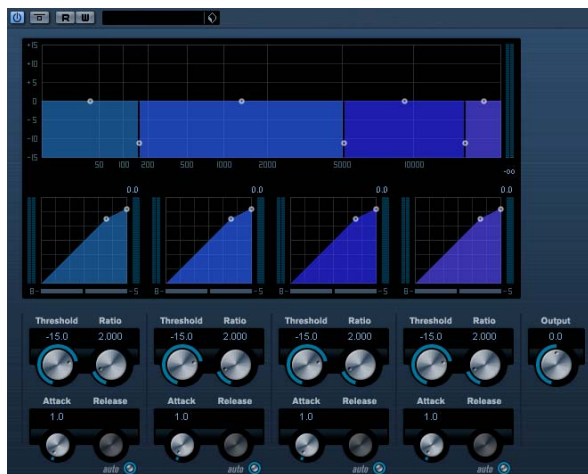 R W
+15
+10
+5
0
-5
-10
-15
50 100 200 500 1000 2000 5000 10000
-oo
0.0 0.0 0.0 0.0
B S B S B S B S
Threshold Ratio Threshold Ratio Threshold Ratio Threshold Ratio Output
-15.0 2.000 -15.0 2.000 -15.0 2.000 -15.0 2.000 0.0
Attack Release Attack Release Attack Release Attack Release
1.0 1.0 1.0 1.0
auto auto auto auto